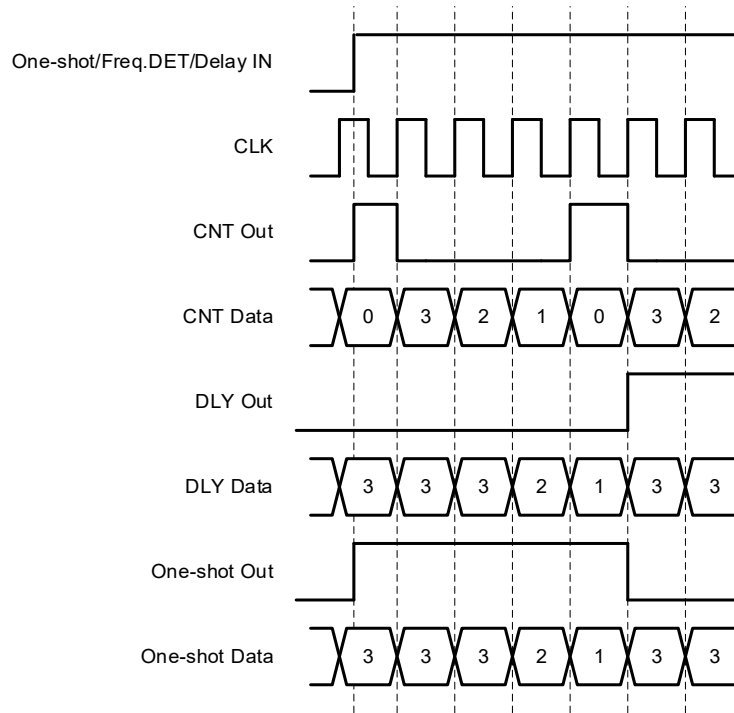 One-shot/Freq.DET/Delay IN
CLK
CNT Out
CNT Data 0 3 2 1 0 3 2
DLY Out
DLY Data 3 3 3 2 1 3 3
One-shot Out
One-shot Data 3 3 3 2 1 3 3